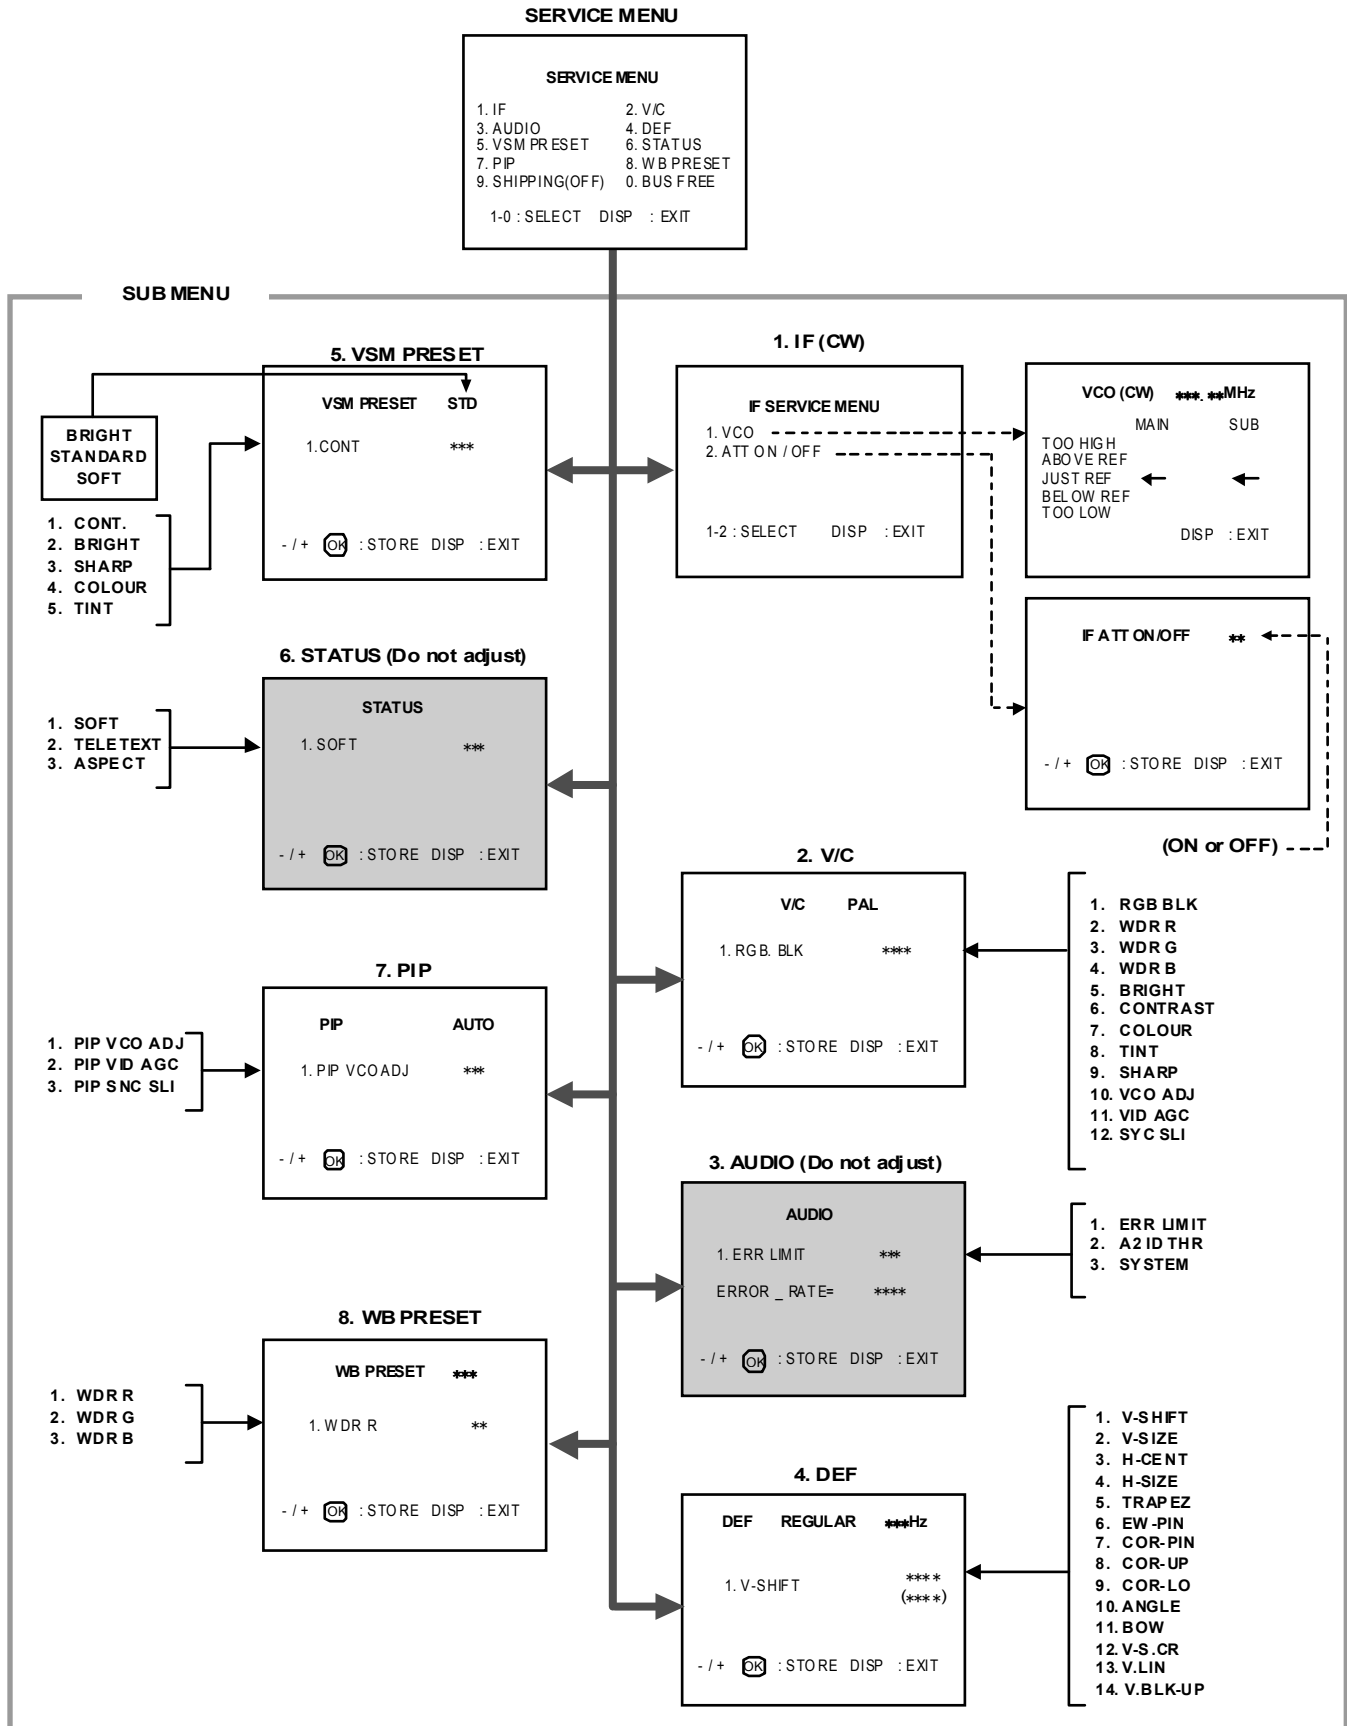 SERVICE MENU
SERVICE MENU
1. IF 2. V/C
3. AUDIO 4. DEF
5. VSM PRESET 6. STATUS
7. PIP 8. WB PRESET
9. SHIPPING(OFF) 0. BUS FREE
1-0 : SELECT DISP : EXIT
SUB MENU
5. VSM PRESET
VSM PRESET STD
1.CONT ***
- / + OK : STORE DISP : EXIT
BRIGHT
STANDARD
SOFT
1. CONT.
2. BRIGHT
3. SHARP
4. COLOUR
5. TINT
1. IF (CW)
IF SERVICE MENU
1. VCO
2. ATT ON / OFF
1-2 : SELECT DISP : EXIT
VCO (CW) ***. **MHz
MAIN SUB
TOO HIGH
ABOVE REF
JUST REF
BELOW REF
TOO LOW
DISP : EXIT
IF ATT ON/OFF **
- / + OK : STORE DISP : EXIT
(ON or OFF)
6. STATUS (Do not adjust)
STATUS
1. SOFT ***
- / + OK : STORE DISP : EXIT
1. SOFT
2. TELETEXT
3. ASPECT
2. V/C
V/C PAL
1. RGB. BLK ****
- / + OK : STORE DISP : EXIT
1. RGB BLK
2. WDR R
3. WDR G
4. WDR B
5. BRIGHT
6. CONTRAST
7. COLOUR
8. TINT
9. SHARP
10. VCO ADJ
11. VID AGC
12. SYC SLI
7. PIP
PIP AUTO
1. PIP VCO ADJ ***
- / + OK : STORE DISP : EXIT
1. PIP VCO ADJ
2. PIP VID AGC
3. PIP SNC SLI
3. AUDIO (Do not adjust)
AUDIO
1. ERR LIMIT ***
ERROR _ RATE= ****
- / + OK : STORE DISP : EXIT
1. ERR LIMIT
2. A2 ID THR
3. SYSTEM
8. WB PRESET
WB PRESET ***
1. WDR R **
- / + OK : STORE DISP : EXIT
1. WDR R
2. WDR G
3. WDR B
4. DEF
DEF REGULAR ***Hz
1. V-SHIFT ****
(****)
- / + OK : STORE DISP : EXIT
1. V-SHIFT
2. V-SIZE
3. H-CENT
4. H-SIZE
5. TRAPEZ
6. EW-PIN
7. COR-PIN
8. COR-UP
9. COR-LO
10. ANGLE
11. BOW
12. V-S.CR
13. V.LIN
14. V.BLK-UP